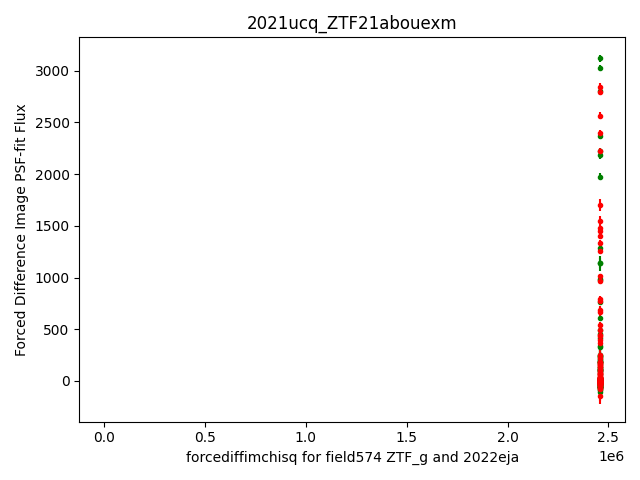 2021ucq_ZTF21abouexm
3000
2500
2000
1500
1000
500
0
Forced Difference Image PSF-fit Flux
0.0 0.5 1.0 1.5 2.0 2.5
1e6
forcediffimchisq for field574 ZTF_g and 2022eja